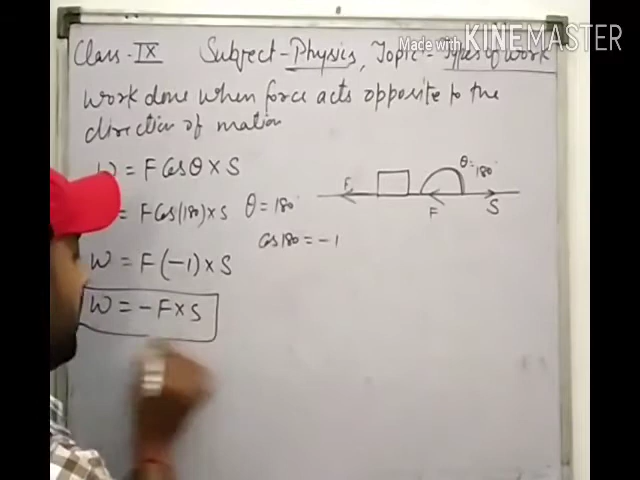 Made with KINEMASTER
Class-IX Subject-Physics, Topic-Types of work
Work done when force acts opposite to the
direction of motion
W = F Cos θ × S
= F Cos(180) × S θ = 180°
Cos 180 = -1
W = F(-1) × S
W = -F × S
θ = 180°
F
F
S